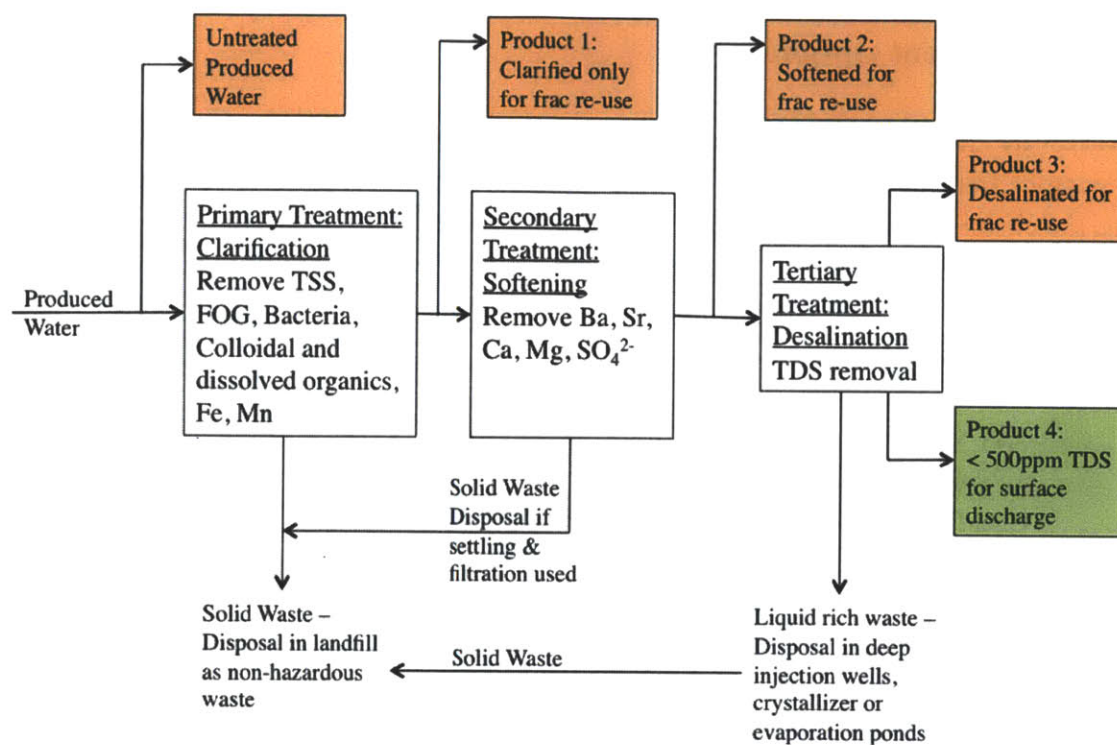 Untreated
Produced
Water
Product 1:
Clarified only
for frac re-use
Product 2:
Softened for
frac re-use
Product 3:
Desalinated for
frac re-use
Produced
Water
Primary Treatment:
Clarification
Remove TSS,
FOG, Bacteria,
Colloidal and
dissolved organics,
Fe, Mn
Secondary
Treatment:
Softening
Remove Ba, Sr,
Ca, Mg, SO₄²⁻
Tertiary
Treatment:
Desalination
TDS removal
Product 4:
< 500ppm TDS
for surface
discharge
Solid Waste
Disposal if
settling &
filtration used
Solid Waste –
Disposal in landfill
as non-hazardous
waste
Solid Waste
Liquid rich waste –
Disposal in deep
injection wells,
crystallizer or
evaporation ponds